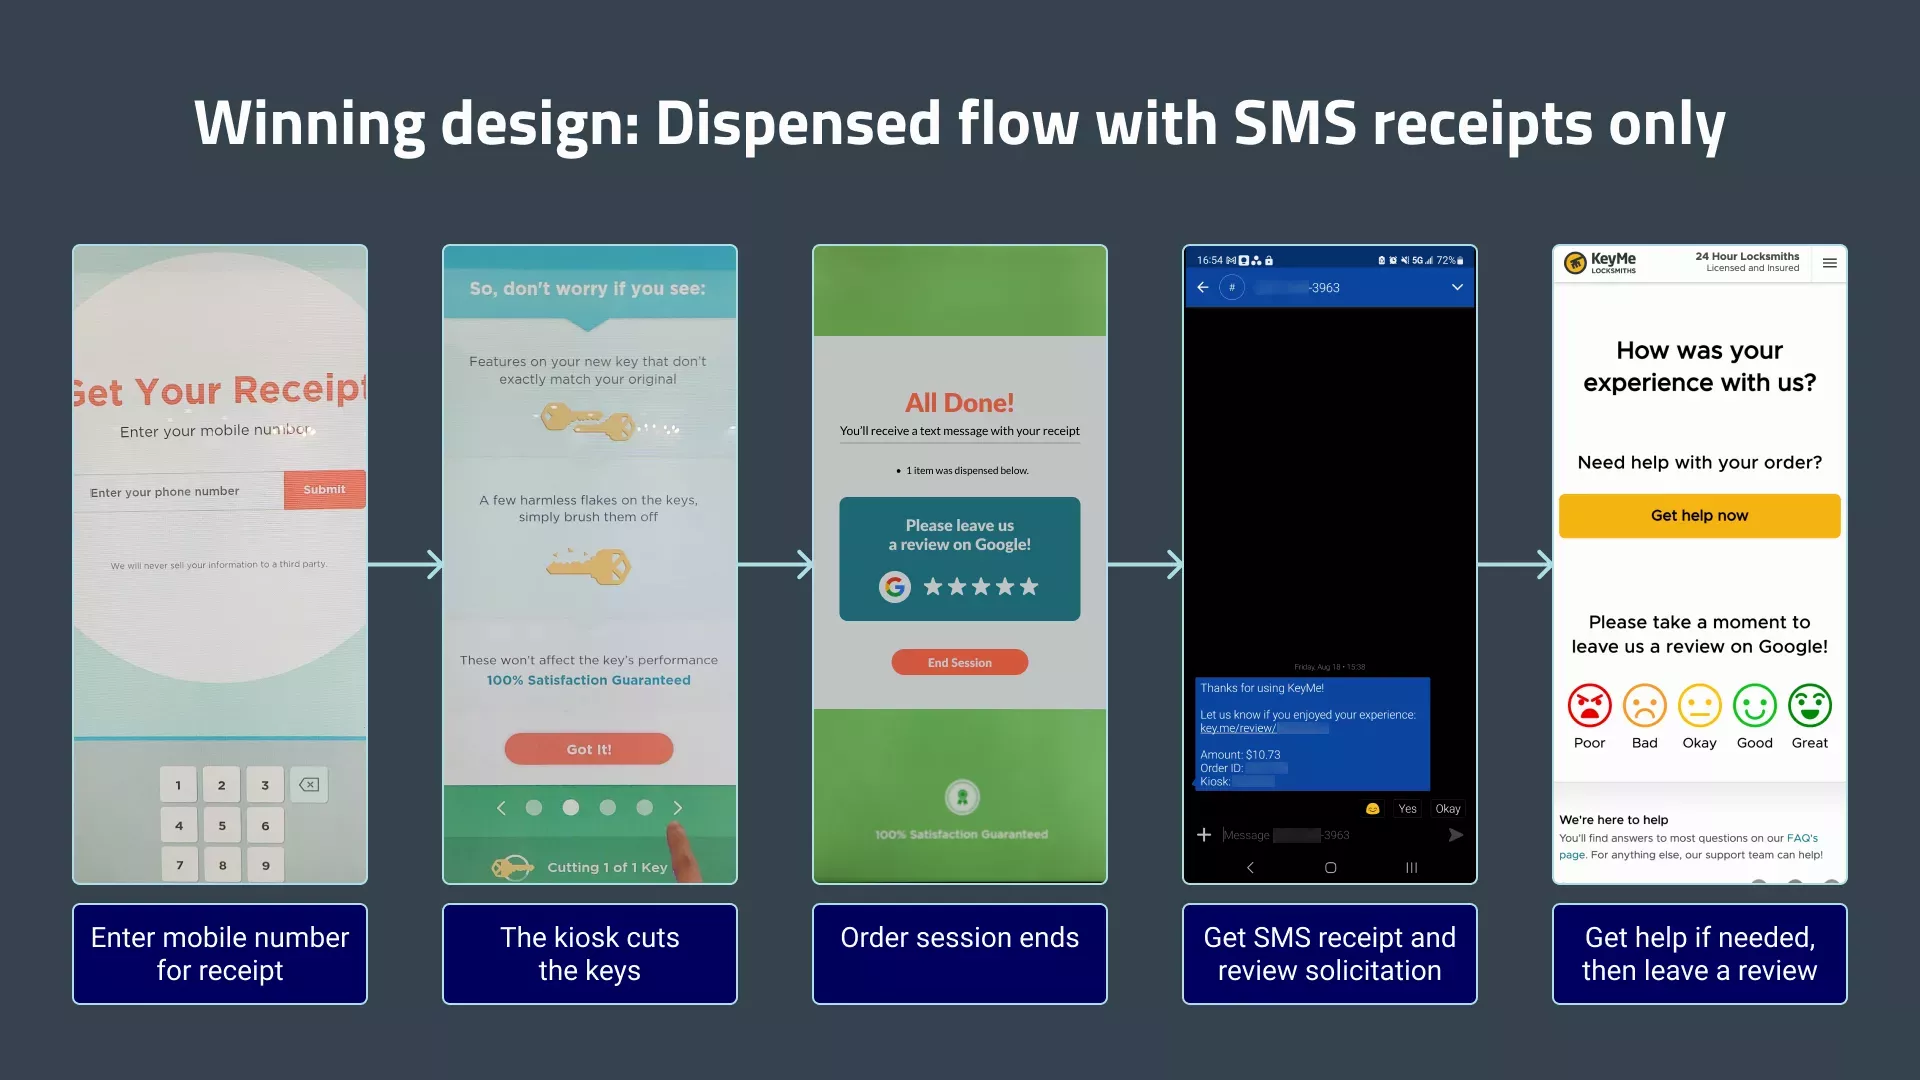 Winning design: Dispensed flow with SMS receipts only
Get Your Receipt
Enter your mobile number
Enter your phone number
Submit
We will never sell your information to a third party.
1 2 3
4 5 6
7 8 9
Enter mobile number
for receipt
So, don't worry if you see:
Features on your new key that don't
exactly match your original
A few harmless flakes on the keys,
simply brush them off
These won't affect the key's performance
100% Satisfaction Guaranteed
Got It!
Cutting 1 of 1 Key
The kiosk cuts
the keys
All Done!
You'll receive a text message with your receipt
• 1 item was dispensed below.
Please leave us
a review on Google!
End Session
100% Satisfaction Guaranteed
Order session ends
16:54
5G
72%
#
-3963
Friday, Aug 18 • 15:38
Thanks for using KeyMe!
Let us know if you enjoyed your experience:
key.me/review/
Amount: $10.73
Order ID:
Kiosk:
Yes
Okay
Message -3963
Get SMS receipt and
review solicitation
KeyMe
LOCKSMITHS
24 Hour Locksmiths
Licensed and Insured
How was your
experience with us?
Need help with your order?
Get help now
Please take a moment to
leave us a review on Google!
Poor Bad Okay Good Great
We're here to help
You'll find answers to most questions on our FAQ's
page. For anything else, our support team can help!
Get help if needed,
then leave a review